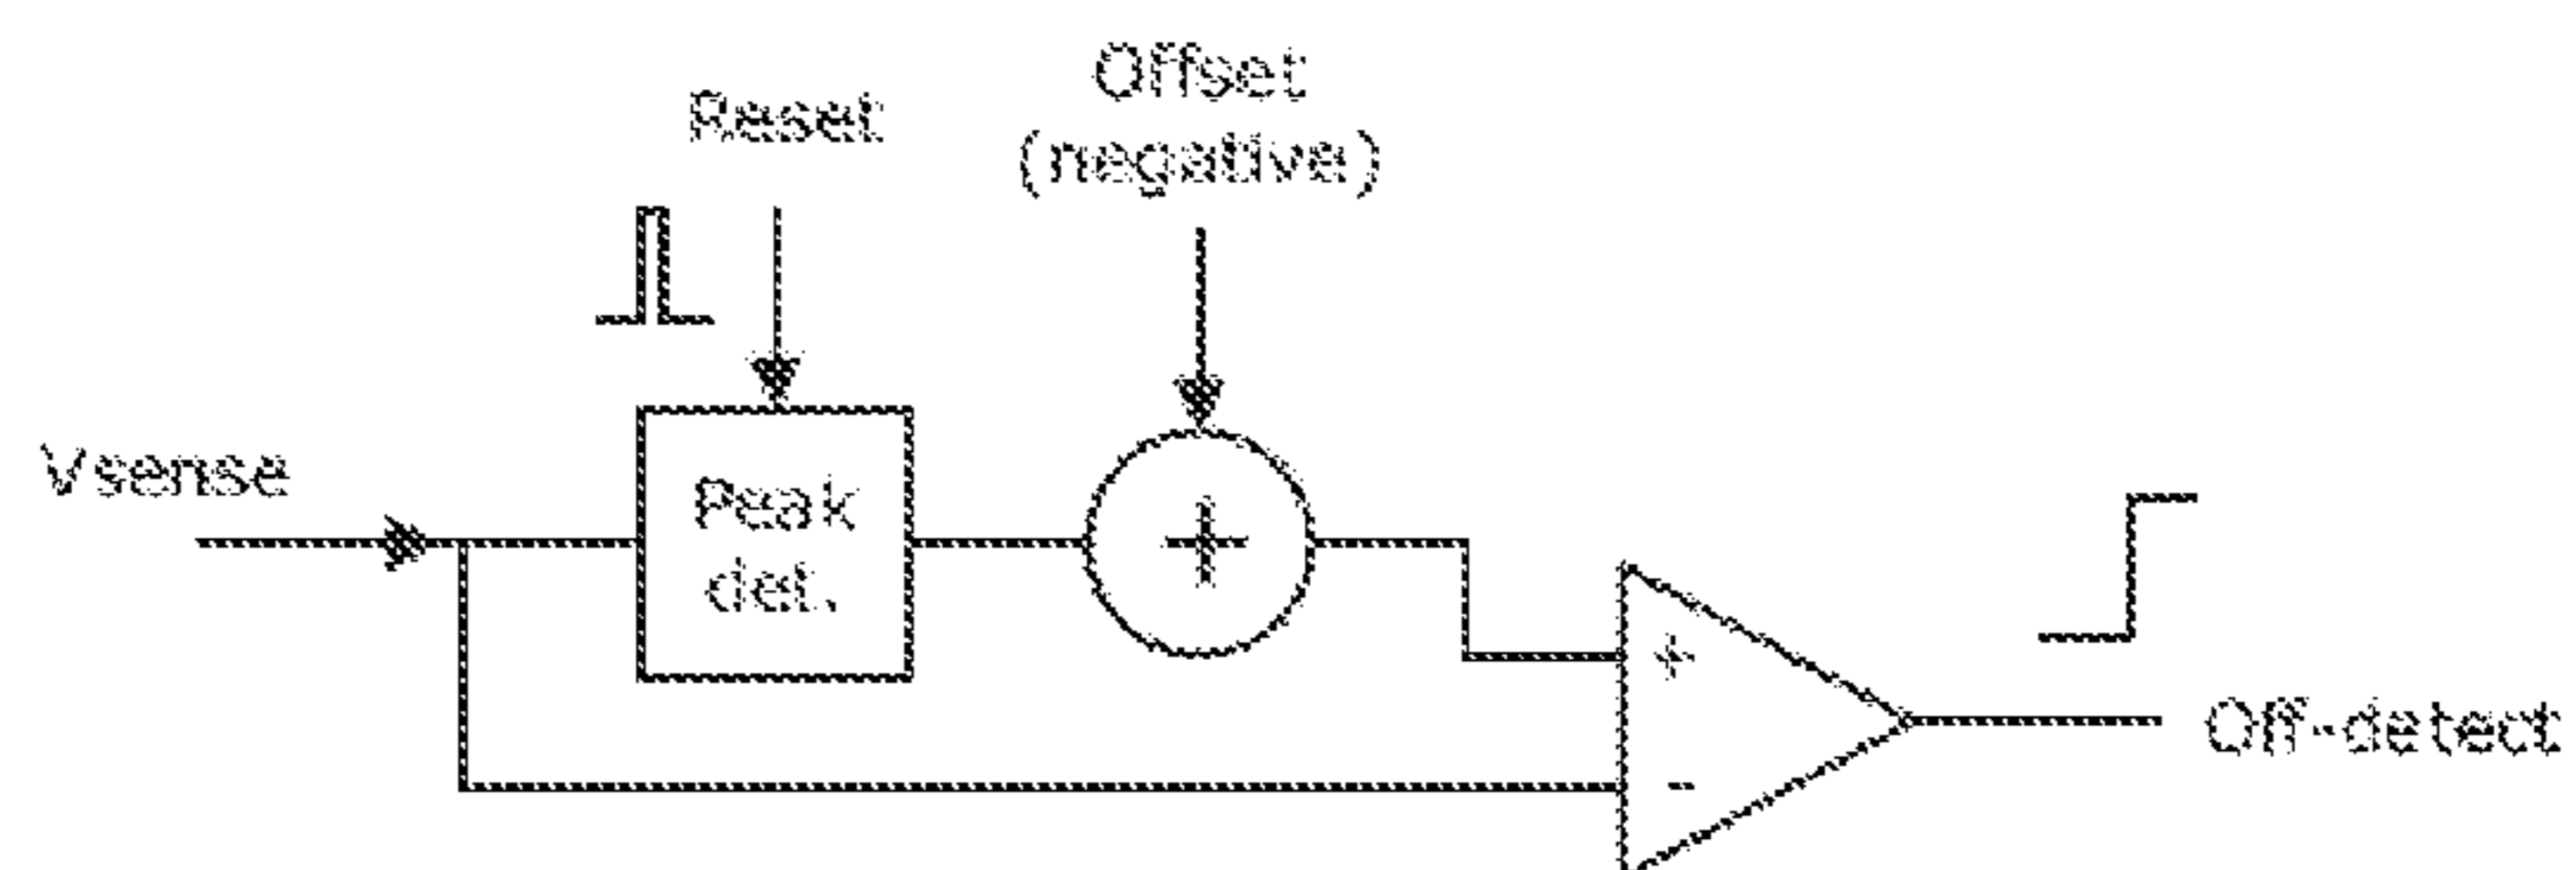 Offset
(negative)
Reset
Vsense
Peak
det.
+
+
-
Off-detect